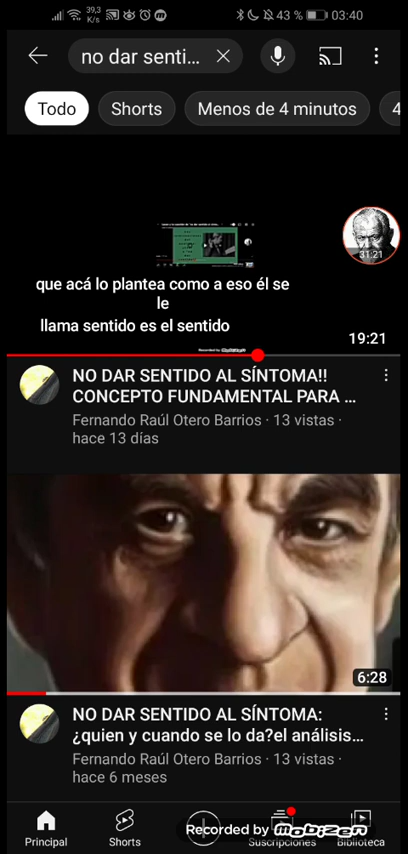 39,3
K/s
43 %
03:40
no dar senti...
Todo
Shorts
Menos de 4 minutos
4
31:21
que acá lo plantea como a eso él se
le
llama sentido es el sentido
19:21
NO DAR SENTIDO AL SÍNTOMA!!
CONCEPTO FUNDAMENTAL PARA ...
Fernando Raúl Otero Barrios · 13 vistas ·
hace 13 días
6:28
NO DAR SENTIDO AL SÍNTOMA:
¿quien y cuando se lo da?el análisis...
Fernando Raúl Otero Barrios · 13 vistas ·
hace 6 meses
Recorded by mobizen
Principal
Shorts
Suscripciones
Biblioteca